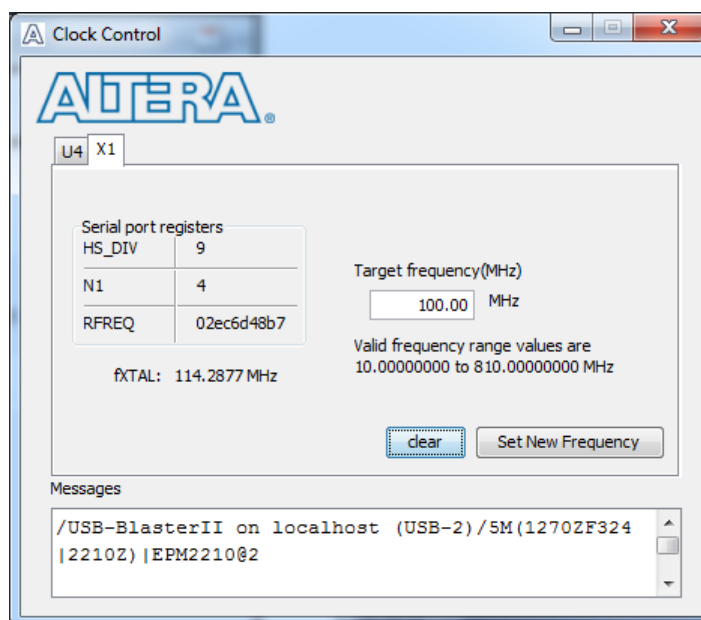 Clock Control
ALTERA®
U4 X1
Serial port registers
HS_DIV 9
N1 4
RFREQ 02ec6d48b7
fXTAL: 114.2877 MHz
Target frequency(MHz)
100.00 MHz
Valid frequency range values are
10.00000000 to 810.00000000 MHz
clear Set New Frequency
Messages
/USB-BlasterII on localhost (USB-2)/5M(1270ZF324
|2210Z)|EPM2210@2